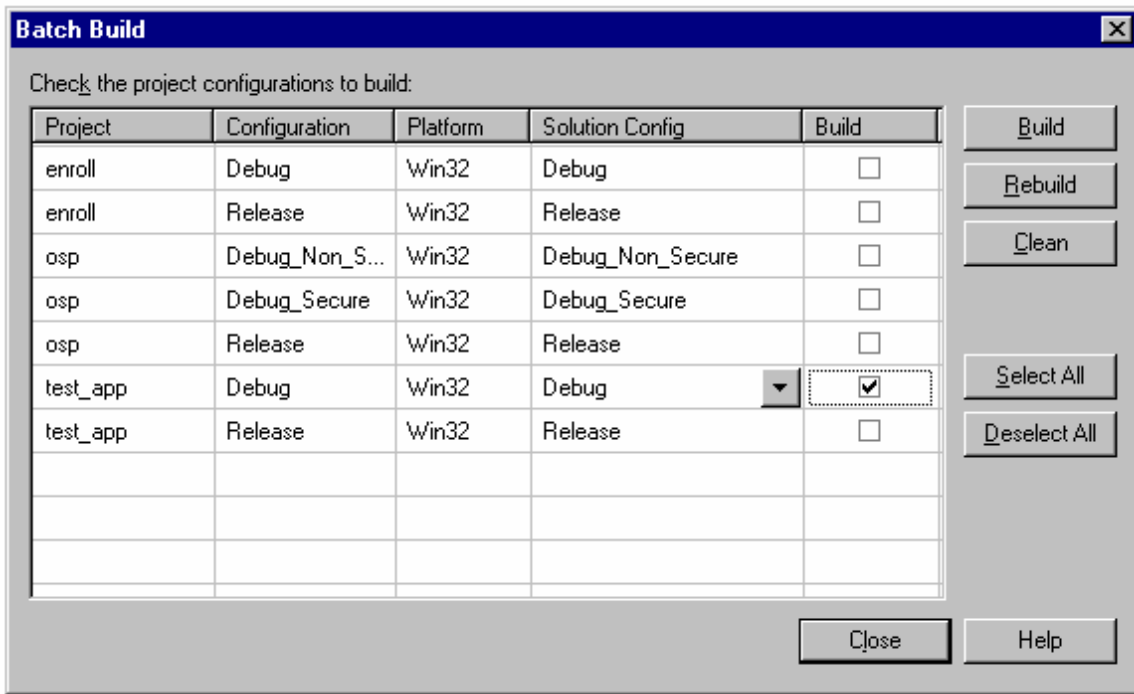 Batch Build
Check the project configurations to build:
Project Configuration Platform Solution Config Build
enroll Debug Win32 Debug
enroll Release Win32 Release
osp Debug_Non_S... Win32 Debug_Non_Secure
osp Debug_Secure Win32 Debug_Secure
osp Release Win32 Release
test_app Debug Win32 Debug
test_app Release Win32 Release
Build
Rebuild
Clean
Select All
Deselect All
Close Help